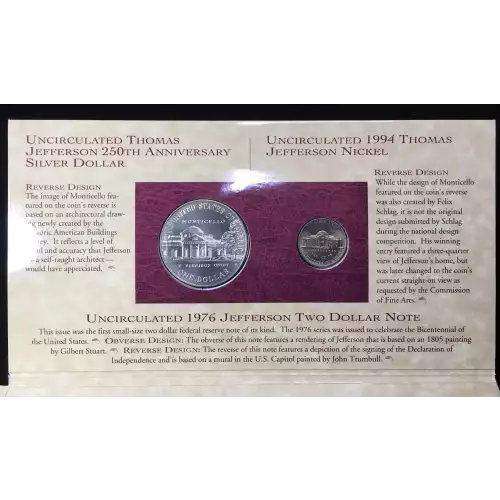 UNCIRCULATED THOMAS
JEFFERSON 250TH ANNIVERSARY
SILVER DOLLAR
REVERSE DESIGN
The image of Monticello fea-
tured on the coin's reverse is
based on an architectural draw-
newly created by the
oric American Buildings
ey. It reflects a level of
and accuracy that Jefferson
a self-taught architect —
would have appreciated.
UNCIRCULATED 1994 THOMAS
JEFFERSON NICKEL
REVERSE DESIGN
While the design of Monticello
featured on the coin's reverse
was also created by Felix
Schlag, it is not the original
design submitted by Schlag
during the national design
competition. His winning
entry featured a three-quarter
view of Jefferson's home, but
was later changed to the coin's
current straight-on view as
requested by the Commission
of Fine Arts.
UNITED STATES OF
MONTICELLO
E PLURIBUS UNUM
ONE DOLLAR
UNCIRCULATED 1976 JEFFERSON TWO DOLLAR NOTE
This issue was the first small-size two dollar federal reserve note of its kind. The 1976 series was issued to celebrate the Bicentennial of
the United States. OBVERSE DESIGN: The obverse of this note features a rendering of Jefferson that is based on an 1805 painting
by Gilbert Stuart. REVERSE DESIGN: The reverse of this note features a depiction of the signing of the Declaration of
Independence and is based on a mural in the U.S. Capitol painted by John Trumbull.